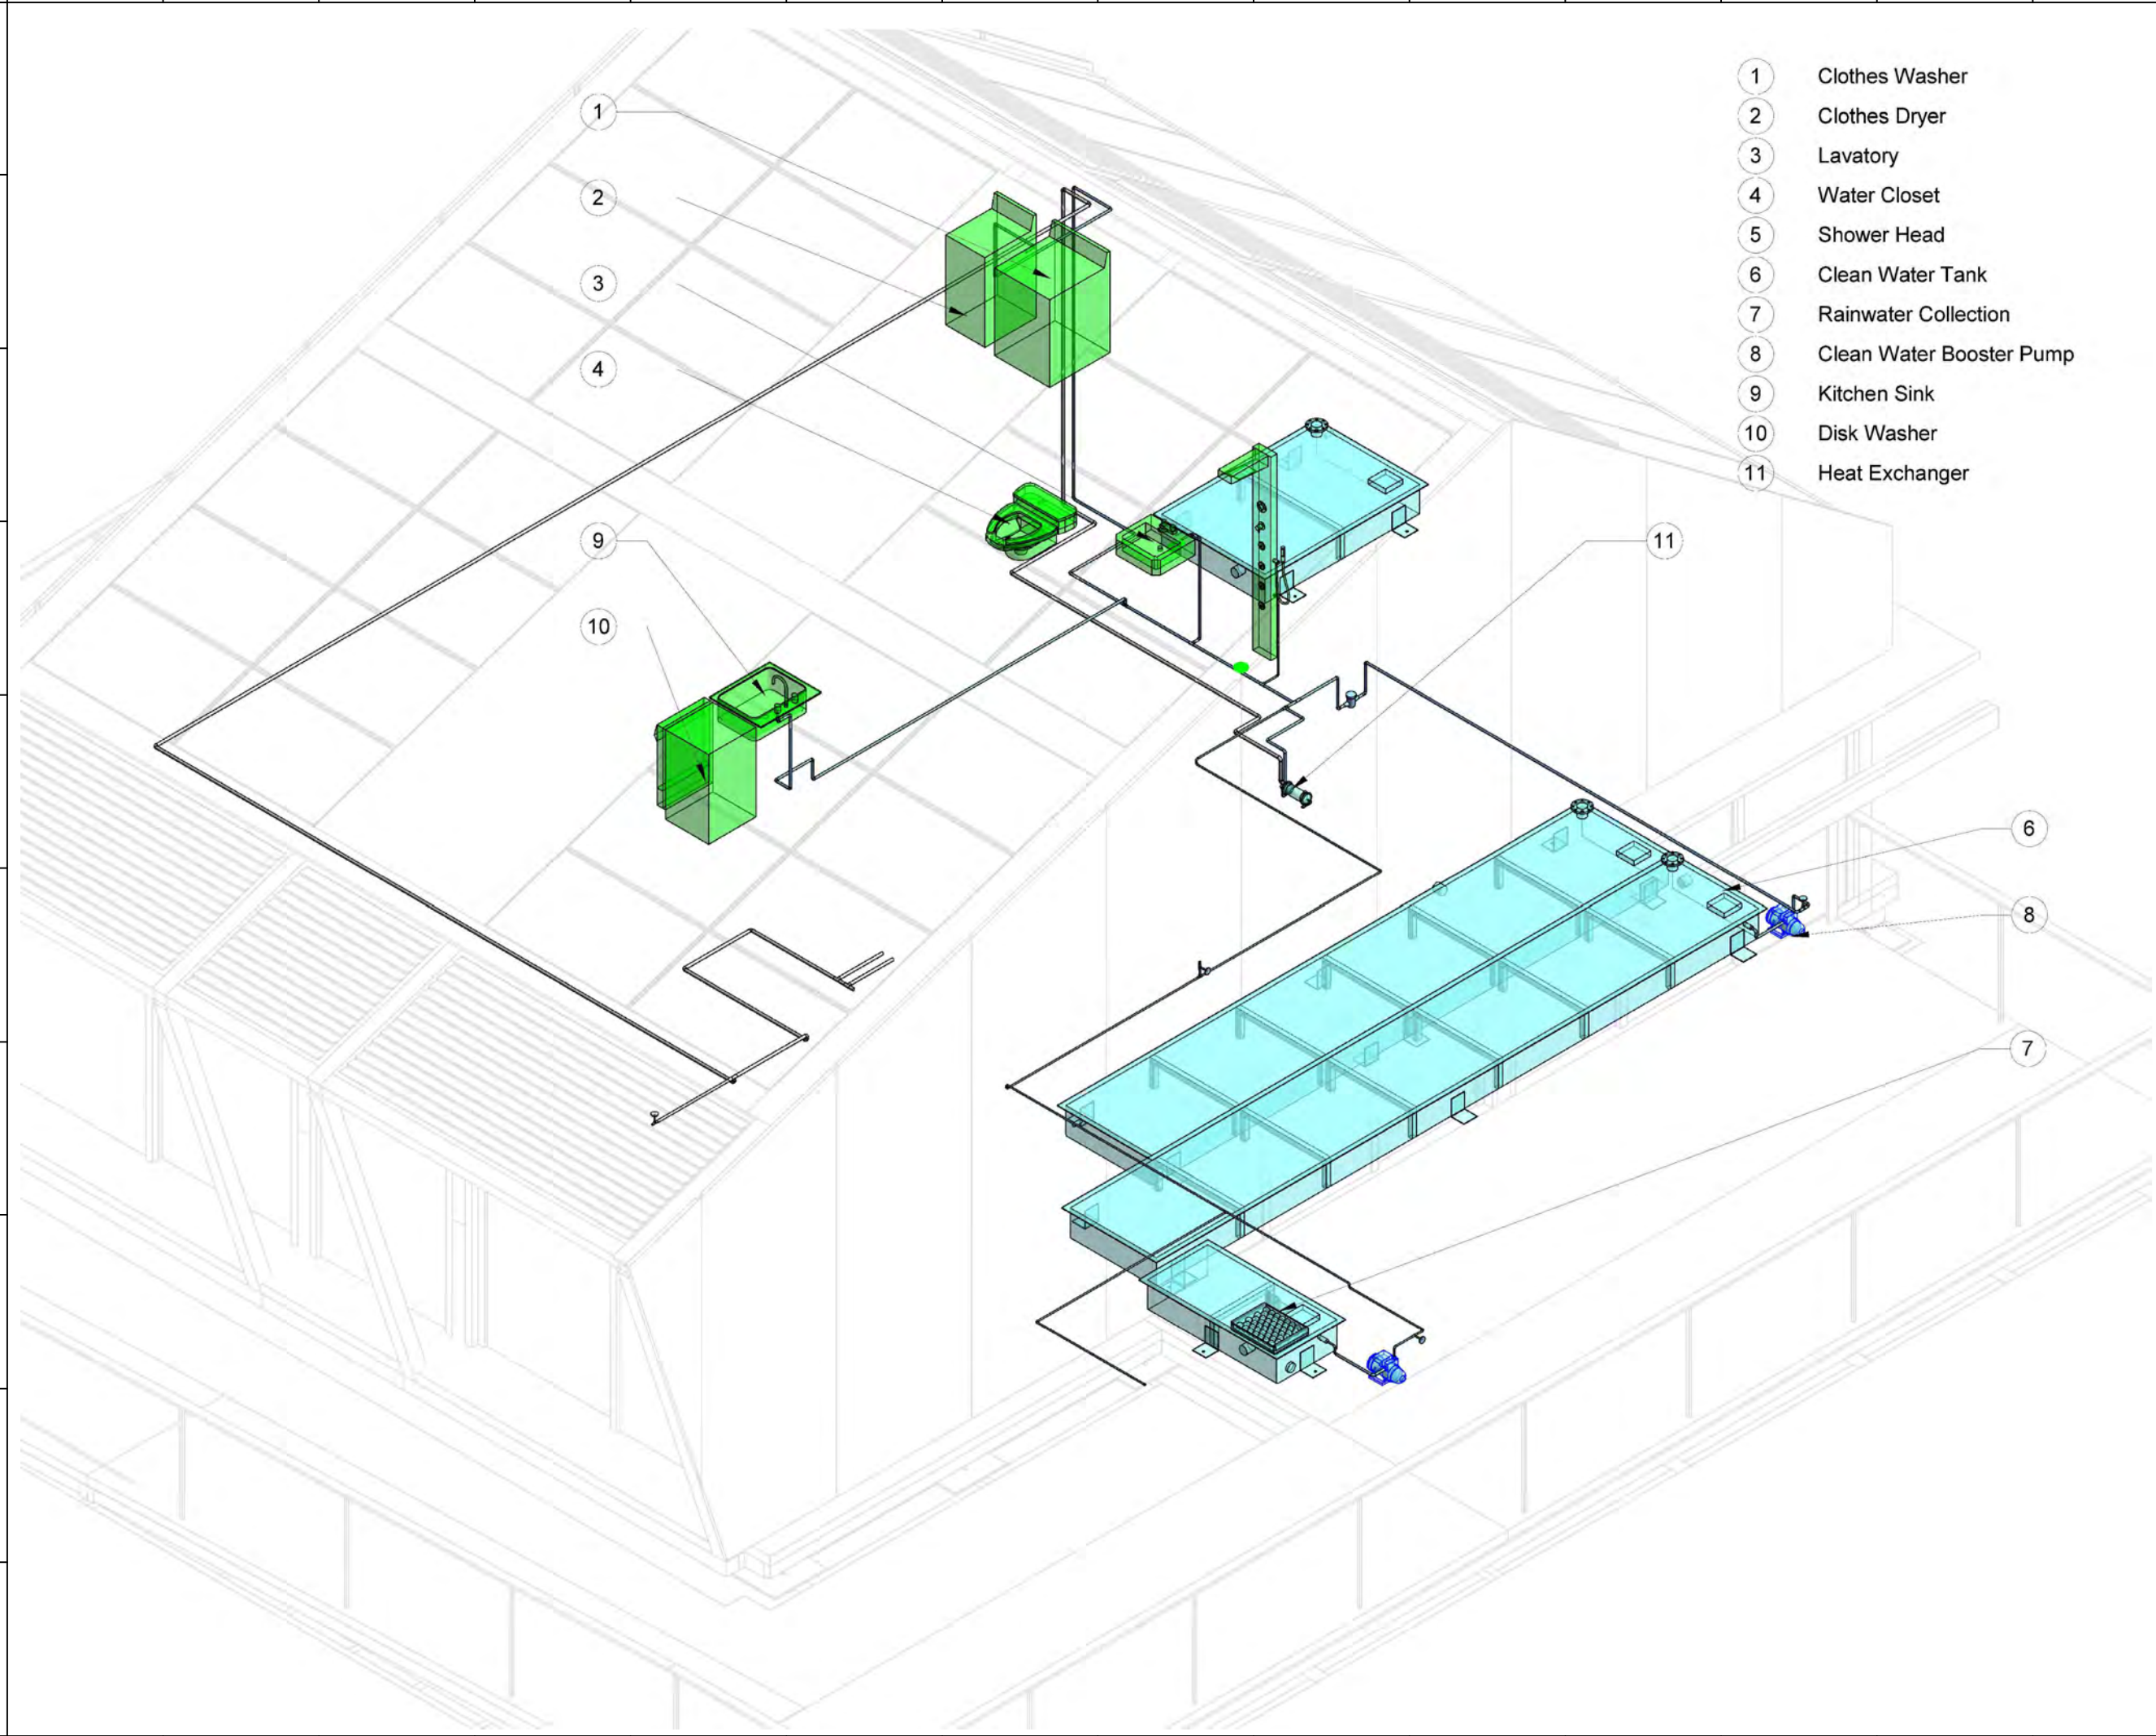 1 Clothes Washer
2 Clothes Dryer
3 Lavatory
4 Water Closet
5 Shower Head
6 Clean Water Tank
7 Rainwater Collection
8 Clean Water Booster Pump
9 Kitchen Sink
10 Disk Washer
11 Heat Exchanger
1
2
3
4
9
11
10
6
8
7